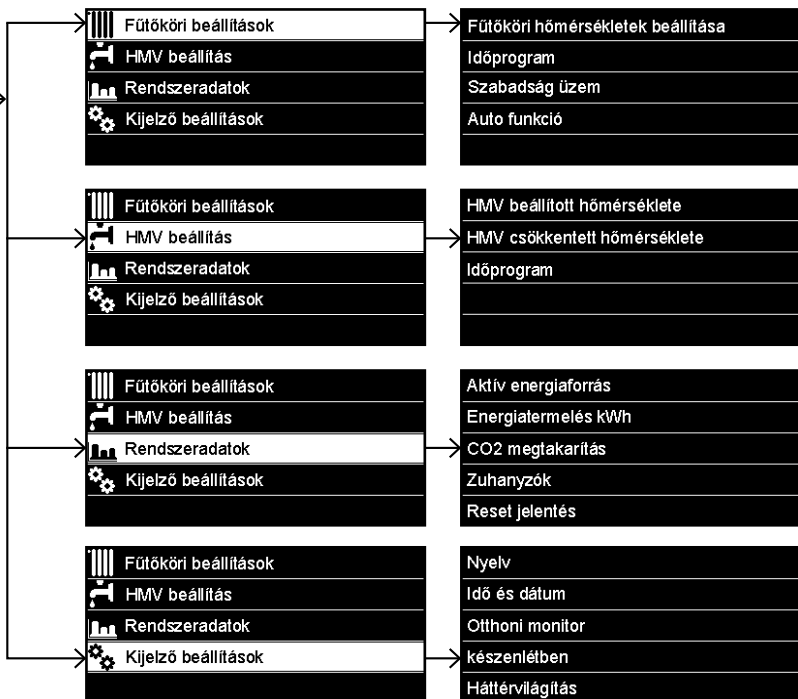 Fűtőköri beállítások
HMV beállítás
Rendszeradatok
Kijelző beállítások
Fűtőköri hőmérsékletek beállítása
Időprogram
Szabadság üzem
Auto funkció
Fűtőköri beállítások
HMV beállítás
Rendszeradatok
Kijelző beállítások
HMV beállított hőmérséklete
HMV csökkentett hőmérséklete
Időprogram
Fűtőköri beállítások
HMV beállítás
Rendszeradatok
Kijelző beállítások
Aktív energiaforrás
Energiatermelés kWh
CO2 megtakarítás
Zuhanyzók
Reset jelentés
Fűtőköri beállítások
HMV beállítás
Rendszeradatok
Kijelző beállítások
Nyelv
Idő és dátum
Otthoni monitor
készenlétben
Háttérvilágítás